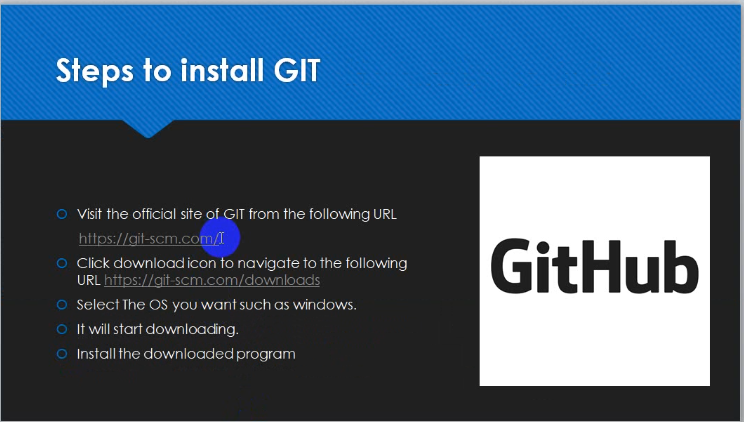 Steps to install GIT
Visit the official site of GIT from the following URL
https://git-scm.com/
Click download icon to navigate to the following
URL https://git-scm.com/downloads
Select The OS you want such as windows.
It will start downloading.
Install the downloaded program
GitHub